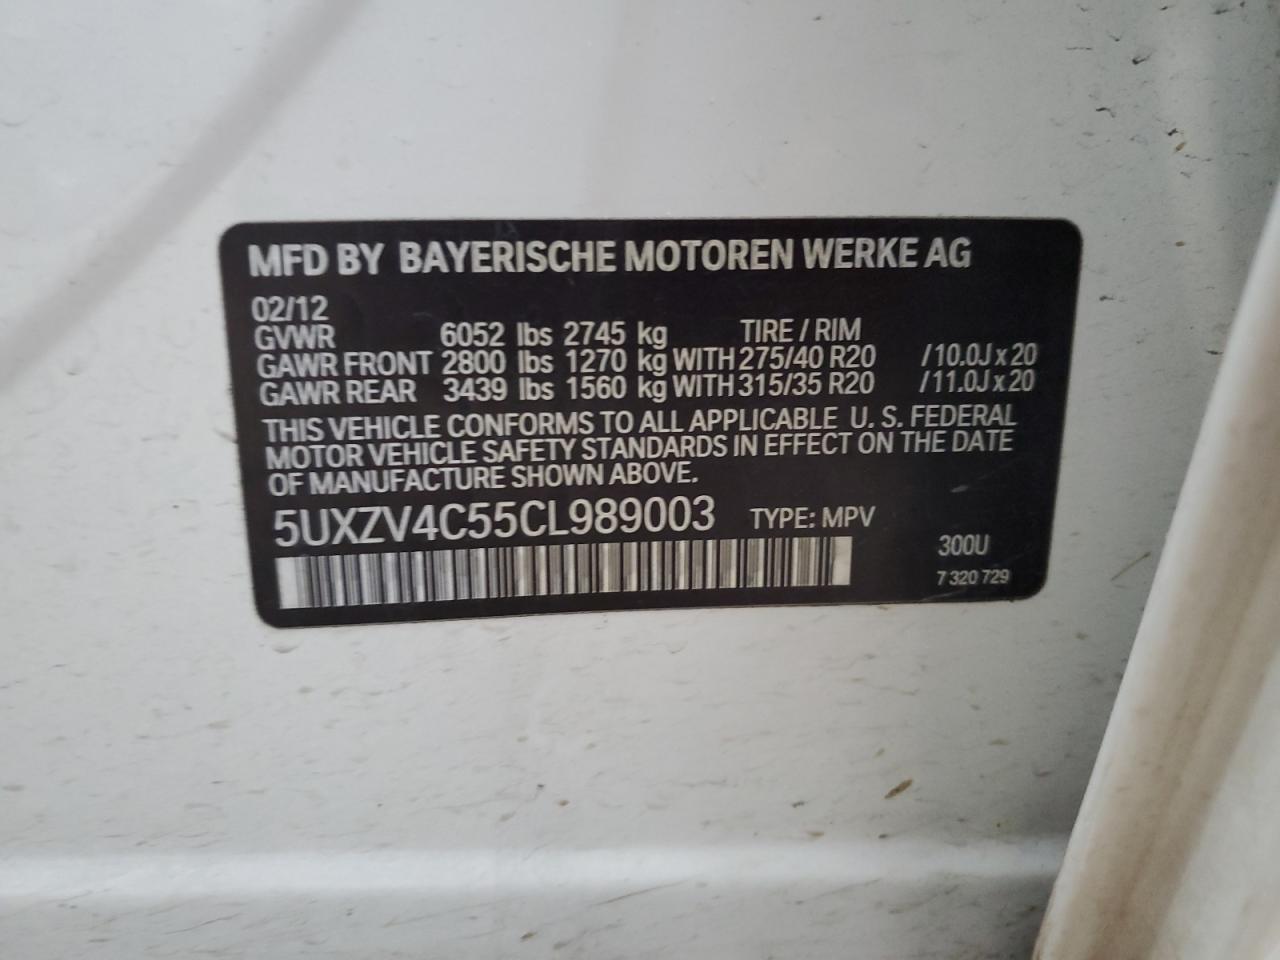 MFD BY BAYERISCHE MOTOREN WERKE AG
02/12
GVWR 6052 lbs 2745 kg TIRE / RIM
GAWR FRONT 2800 lbs 1270 kg WITH 275/40 R20 /10.0J x 20
GAWR REAR 3439 lbs 1560 kg WITH 315/35 R20 /11.0J x 20
THIS VEHICLE CONFORMS TO ALL APPLICABLE U. S. FEDERAL
MOTOR VEHICLE SAFETY STANDARDS IN EFFECT ON THE DATE
OF MANUFACTURE SHOWN ABOVE.
5UXZV4C55CL989003 TYPE: MPV
300U
7 320 729